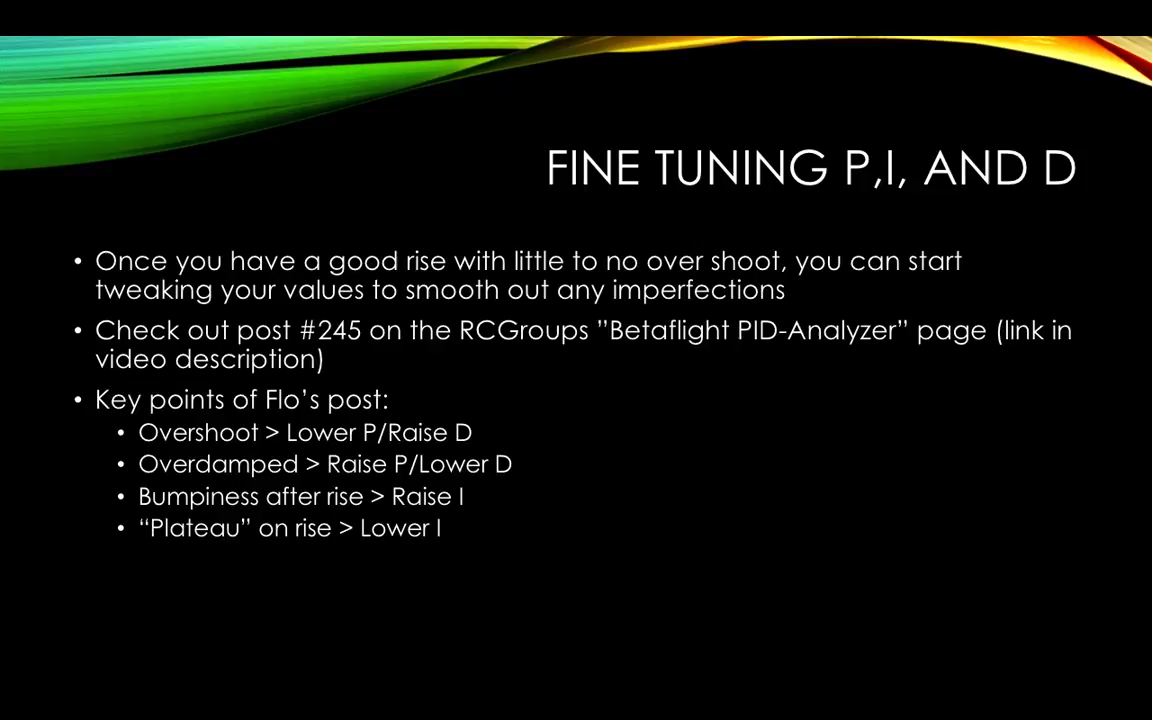 FINE TUNING P,I, AND D
• Once you have a good rise with little to no over shoot, you can start
tweaking your values to smooth out any imperfections
• Check out post #245 on the RCGroups ”Betaflight PID-Analyzer” page (link in
video description)
• Key points of Flo’s post:
• Overshoot > Lower P/Raise D
• Overdamped > Raise P/Lower D
• Bumpiness after rise > Raise I
• “Plateau” on rise > Lower I